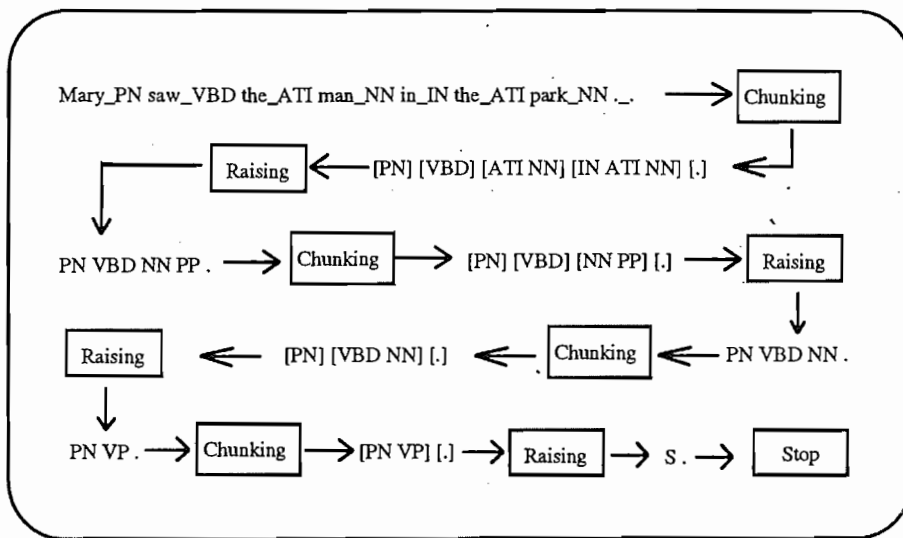 Mary_PN saw_VBD the_ATI man_NN in_IN the_ATI park_NN ._. Chunking
Raising [PN] [VBD] [ATI NN] [IN ATI NN] [.]
PN VBD NN PP . Chunking [PN] [VBD] [NN PP] [.] Raising
Raising [PN] [VBD NN] [.] Chunking PN VBD NN .
PN VP . Chunking [PN VP] [.] Raising S . Stop